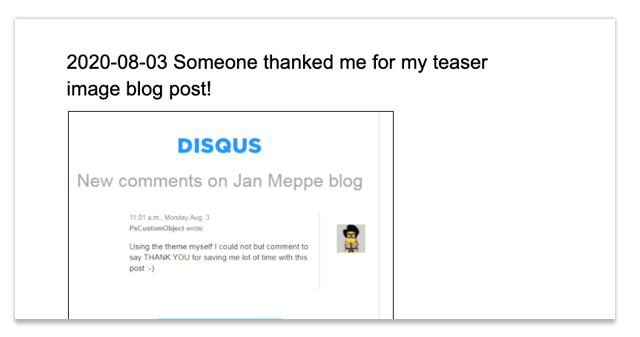 2020-08-03 Someone thanked me for my teaser
image blog post!
DISQUS
New comments on Jan Meppe blog
11:01 a.m., Monday Aug. 3
PsCustomObject wrote:
Using the theme myself I could not but comment to
say THANK YOU for saving me lot of time with this
post :-)